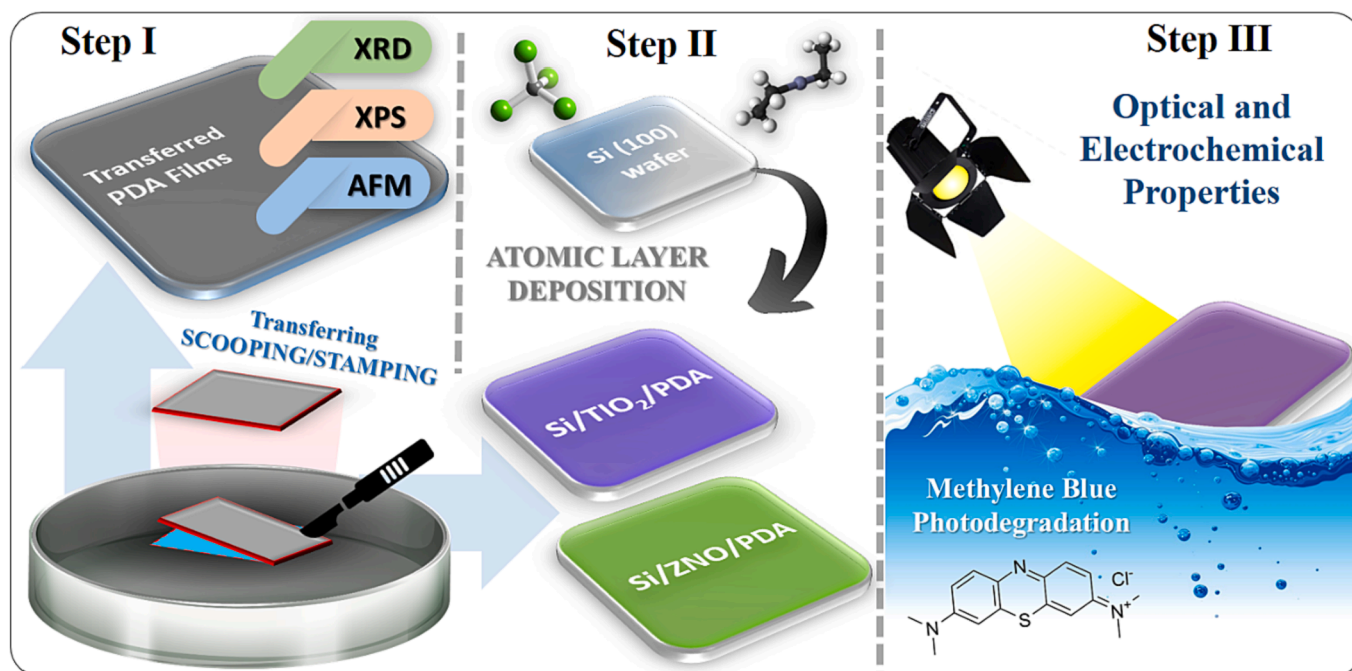 Step I
XRD
XPS
AFM
Transferred
PDA Films
Transferring
SCOOPING/STAMPING
Step II
Si (100)
wafer
ATOMIC LAYER
DEPOSITION
Si/TIO₂/PDA
Si/ZNO/PDA
Step III
Optical and
Electrochemical
Properties
Methylene Blue
Photodegradation
N
Cl⁻
N
S
N⁺